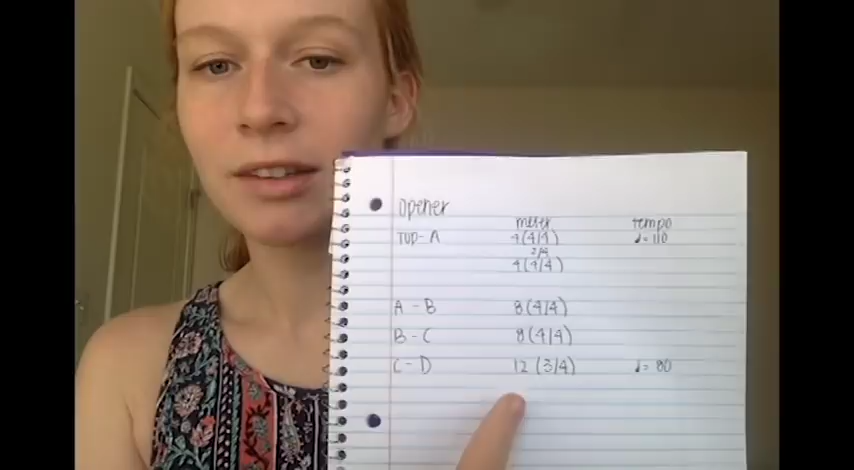 Opener
meter tempo
TUD-A 4(4/4) ♩=110
2/4
4(4/4)
A-B 8(4/4)
B-C 8(4/4)
C-D 12(3/4) ♩=80